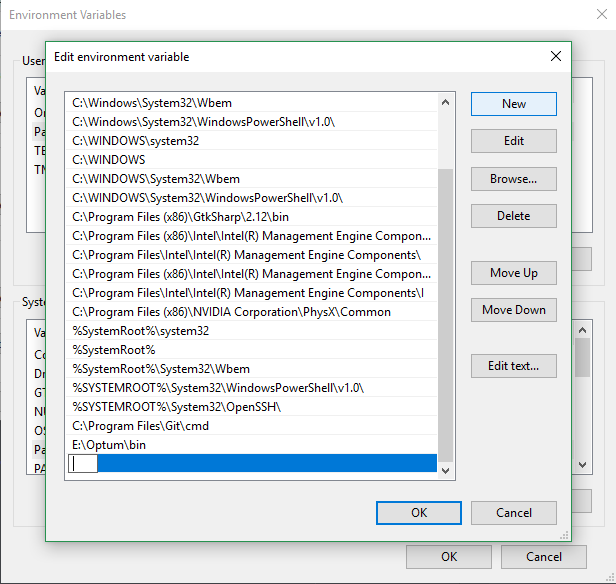 Environment Variables
User
Edit environment variable
Va
On
Pa
TE
TM
C:\Windows\System32\Wbem
C:\Windows\System32\WindowsPowerShell\v1.0\
C:\WINDOWS\system32
C:\WINDOWS
C:\WINDOWS\System32\Wbem
C:\WINDOWS\System32\WindowsPowerShell\v1.0\
C:\Program Files (x86)\GtkSharp\2.12\bin
C:\Program Files (x86)\Intel\Intel(R) Management Engine Compon...
C:\Program Files\Intel\Intel(R) Management Engine Components\
C:\Program Files (x86)\Intel\Intel(R) Management Engine Compon...
C:\Program Files\Intel\Intel(R) Management Engine Components\I
C:\Program Files (x86)\NVIDIA Corporation\PhysX\Common
%SystemRoot%\system32
%SystemRoot%
%SystemRoot%\System32\Wbem
%SYSTEMROOT%\System32\WindowsPowerShell\v1.0\
%SYSTEMROOT%\System32\OpenSSH\
C:\Program Files\Git\cmd
E:\Optum\bin
New
Edit
Browse...
Delete
Move Up
Move Down
Edit text...
Syste
Va
Co
Dr
GT
NU
OS
Pa
PA
OK
Cancel
OK
Cancel